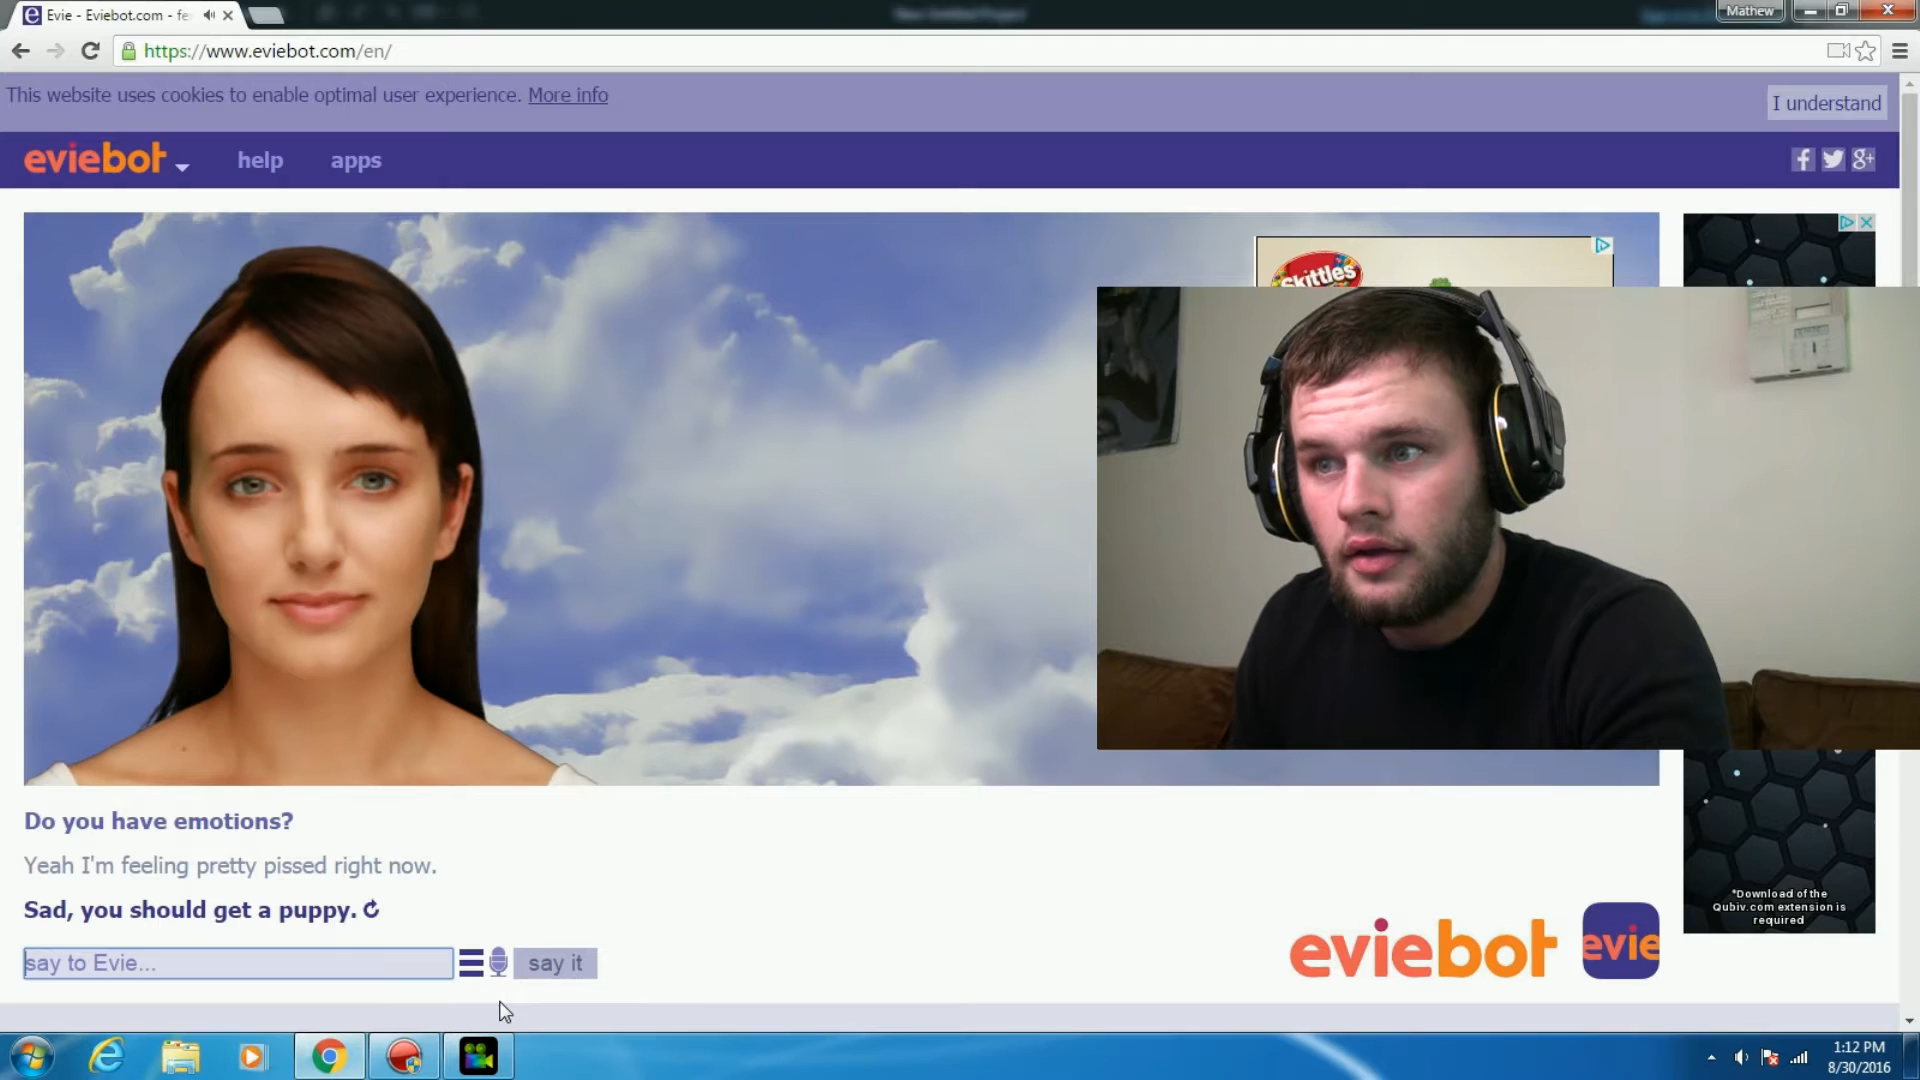 Evie - Eviebot.com - fe
Mathew
https://www.eviebot.com/en/
This website uses cookies to enable optimal user experience. More info
I understand
eviebot
help
apps
f
g+
Skittles
Do you have emotions?
Yeah I'm feeling pretty pissed right now.
Sad, you should get a puppy.
say to Evie...
say it
eviebot
evie
*Download of the
Qubiv.com extension is
required
1:12 PM
8/30/2016